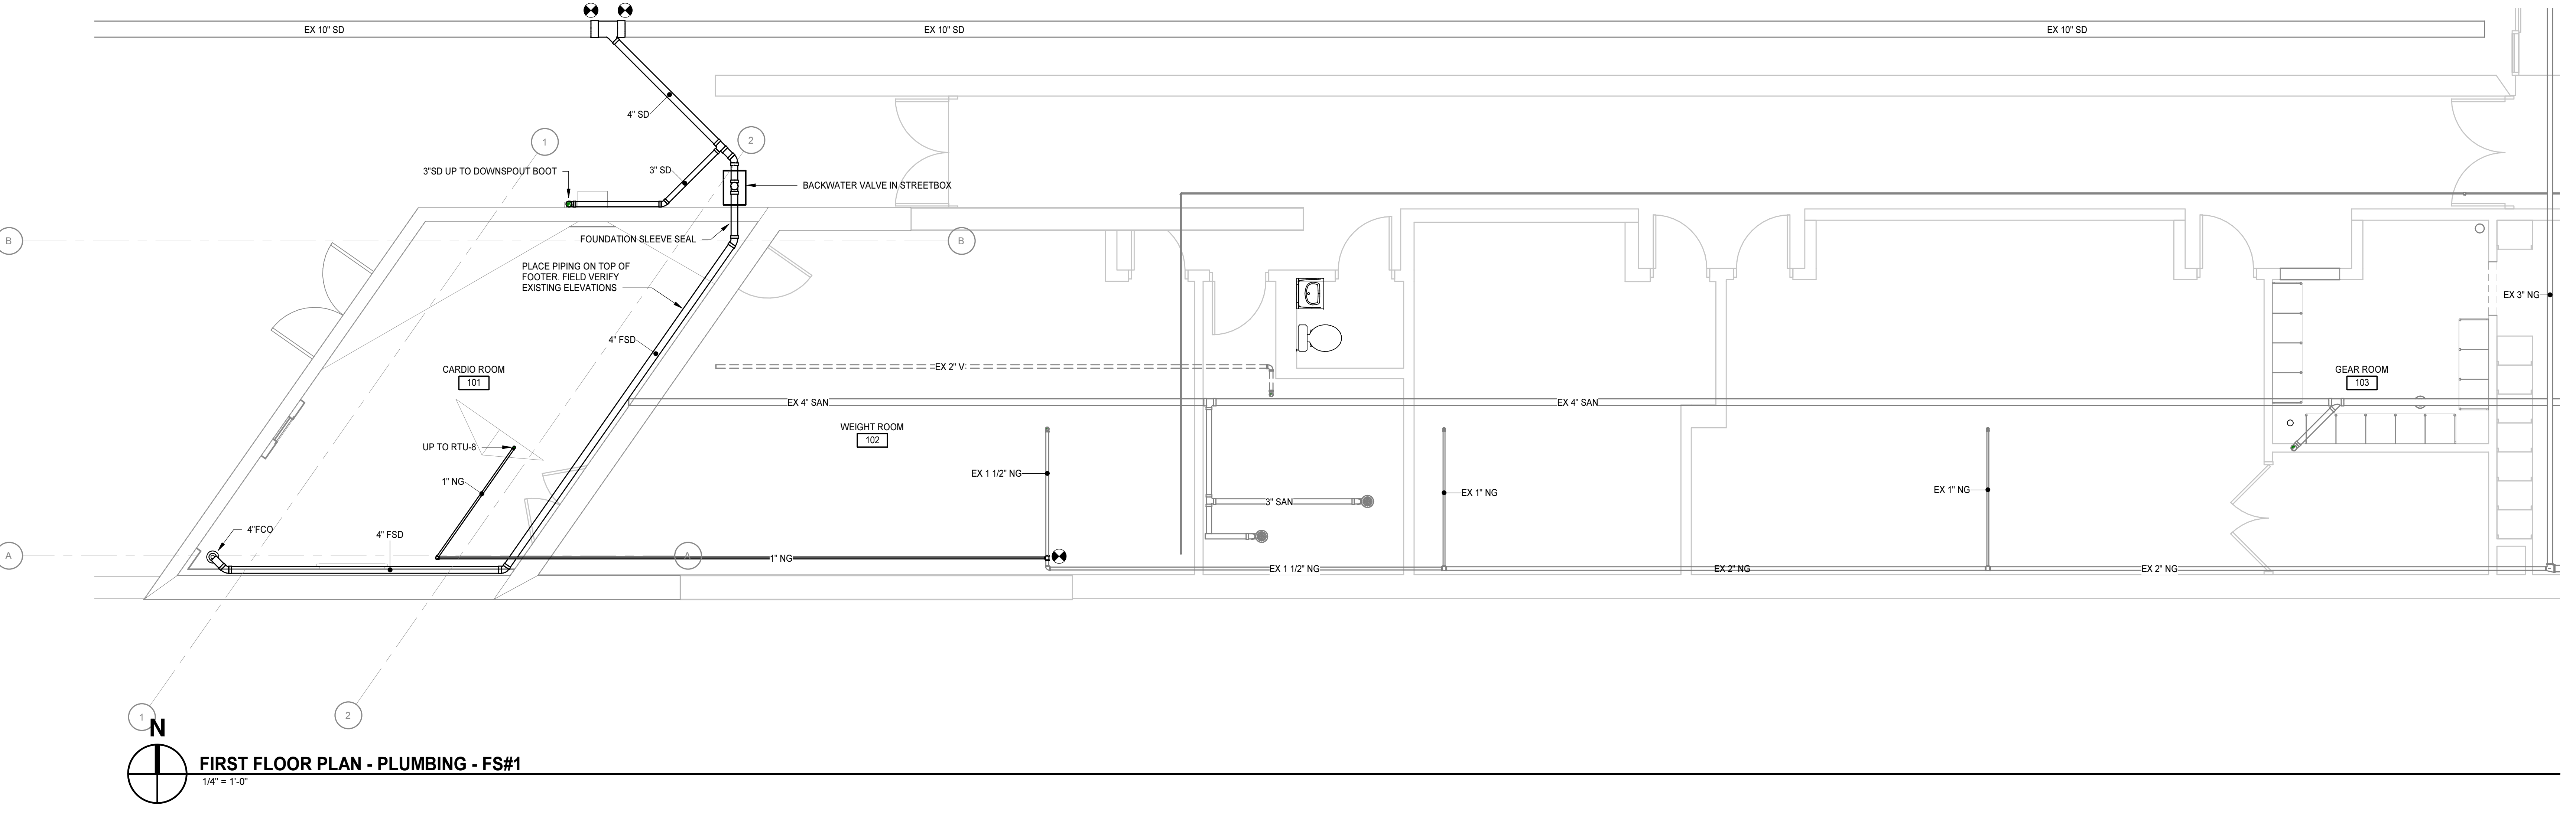 EX 10" SD
EX 10" SD
EX 10" SD
4" SD
1
2
3"SD UP TO DOWNSPOUT BOOT
3" SD
BACKWATER VALVE IN STREETBOX
B
FOUNDATION SLEEVE SEAL
B
PLACE PIPING ON TOP OF
FOOTER. FIELD VERIFY
EXISTING ELEVATIONS
EX 3" NG
4" FSD
CARDIO ROOM
101
EX 2" V
GEAR ROOM
103
EX 4" SAN
EX 4" SAN
WEIGHT ROOM
102
UP TO RTU-8
1" NG
EX 1 1/2" NG
EX 1" NG
EX 1" NG
3" SAN
4"FCO
4" FSD
A
A
1" NG
EX 1 1/2" NG
EX 2" NG
EX 2" NG
1
2
N
FIRST FLOOR PLAN - PLUMBING - FS#1
1/4" = 1'-0"